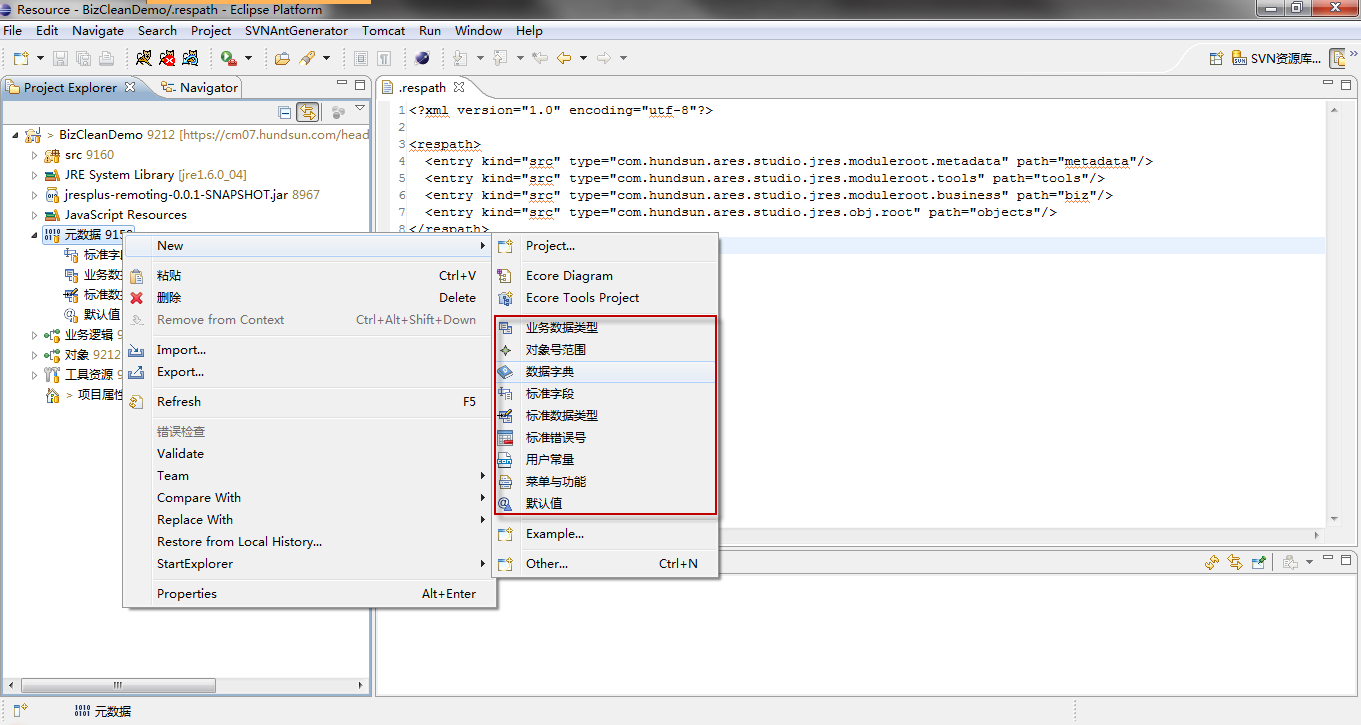 Resource - BizCleanDemo/.respath - Eclipse Platform
File Edit Navigate Search Project SVNAntGenerator Tomcat Run Window Help
SVN资源库...
Project Explorer
Navigator
.respath
> BizCleanDemo 9212 [https://cm07.hundsun.com/head
src 9160
JRE System Library [jre1.6.0_04]
jresplus-remoting-0.0.1-SNAPSHOT.jar 8967
JavaScript Resources
元数据 915
标准字
业务数
标准数
默认值
业务逻辑 9
对象 9212
工具资源 9
> 项目属性
1 <?xml version="1.0" encoding="utf-8"?>
2
3 <respath>
4 <entry kind="src" type="com.hundsun.ares.studio.jres.moduleroot.metadata" path="metadata"/>
5 <entry kind="src" type="com.hundsun.ares.studio.jres.moduleroot.tools" path="tools"/>
6 <entry kind="src" type="com.hundsun.ares.studio.jres.moduleroot.business" path="biz"/>
7 <entry kind="src" type="com.hundsun.ares.studio.jres.obj.root" path="objects"/>
8 </respath>
New
粘贴 Ctrl+V
删除 Delete
Remove from Context Ctrl+Alt+Shift+Down
Import...
Export...
Refresh F5
错误检查
Validate
Team
Compare With
Replace With
Restore from Local History...
StartExplorer
Properties Alt+Enter
Project...
Ecore Diagram
Ecore Tools Project
业务数据类型
对象号范围
数据字典
标准字段
标准数据类型
标准错误号
用户常量
菜单与功能
默认值
Example...
Other... Ctrl+N
元数据